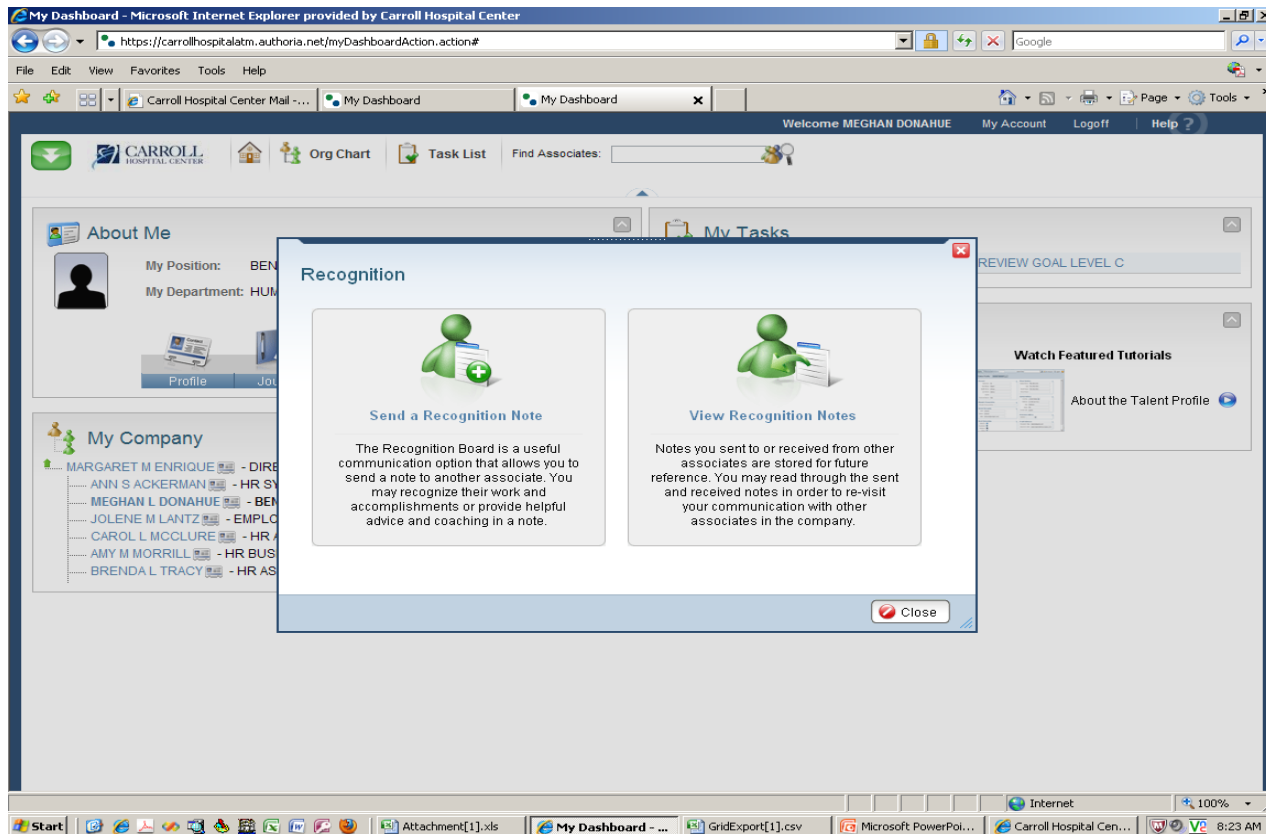 My Dashboard - Microsoft Internet Explorer provided by Carroll Hospital Center
https://carrollhospitalatm.authoria.net/myDashboardAction.action#
Google
File Edit View Favorites Tools Help
Carroll Hospital Center Mail -... My Dashboard My Dashboard Page Tools
Welcome MEGHAN DONAHUE My Account Logoff | Help ?
CARROLL
HOSPITAL CENTER
Org Chart Task List Find Associates:
About Me
My Position: BEN
My Department: HUM
Profile Jou
My Tasks
REVIEW GOAL LEVEL C
Watch Featured Tutorials
About the Talent Profile
My Company
MARGARET M ENRIQUE - DIRE
ANN S ACKERMAN - HR SY
MEGHAN L DONAHUE - BEN
JOLENE M LANTZ - EMPLO
CAROL L MCCLURE - HR A
AMY M MORRILL - HR BUSI
BRENDA L TRACY - HR AS
Recognition
Send a Recognition Note
The Recognition Board is a useful
communication option that allows you to
send a note to another associate. You
may recognize their work and
accomplishments or provide helpful
advice and coaching in a note.
View Recognition Notes
Notes you sent to or received from other
associates are stored for future
reference. You may read through the sent
and received notes in order to re-visit
your communication with other
associates in the company.
Close
Internet 100%
Start Attachment[1].xls My Dashboard - ... GridExport[1].csv Microsoft PowerPoi... Carroll Hospital Cen... 8:23 AM